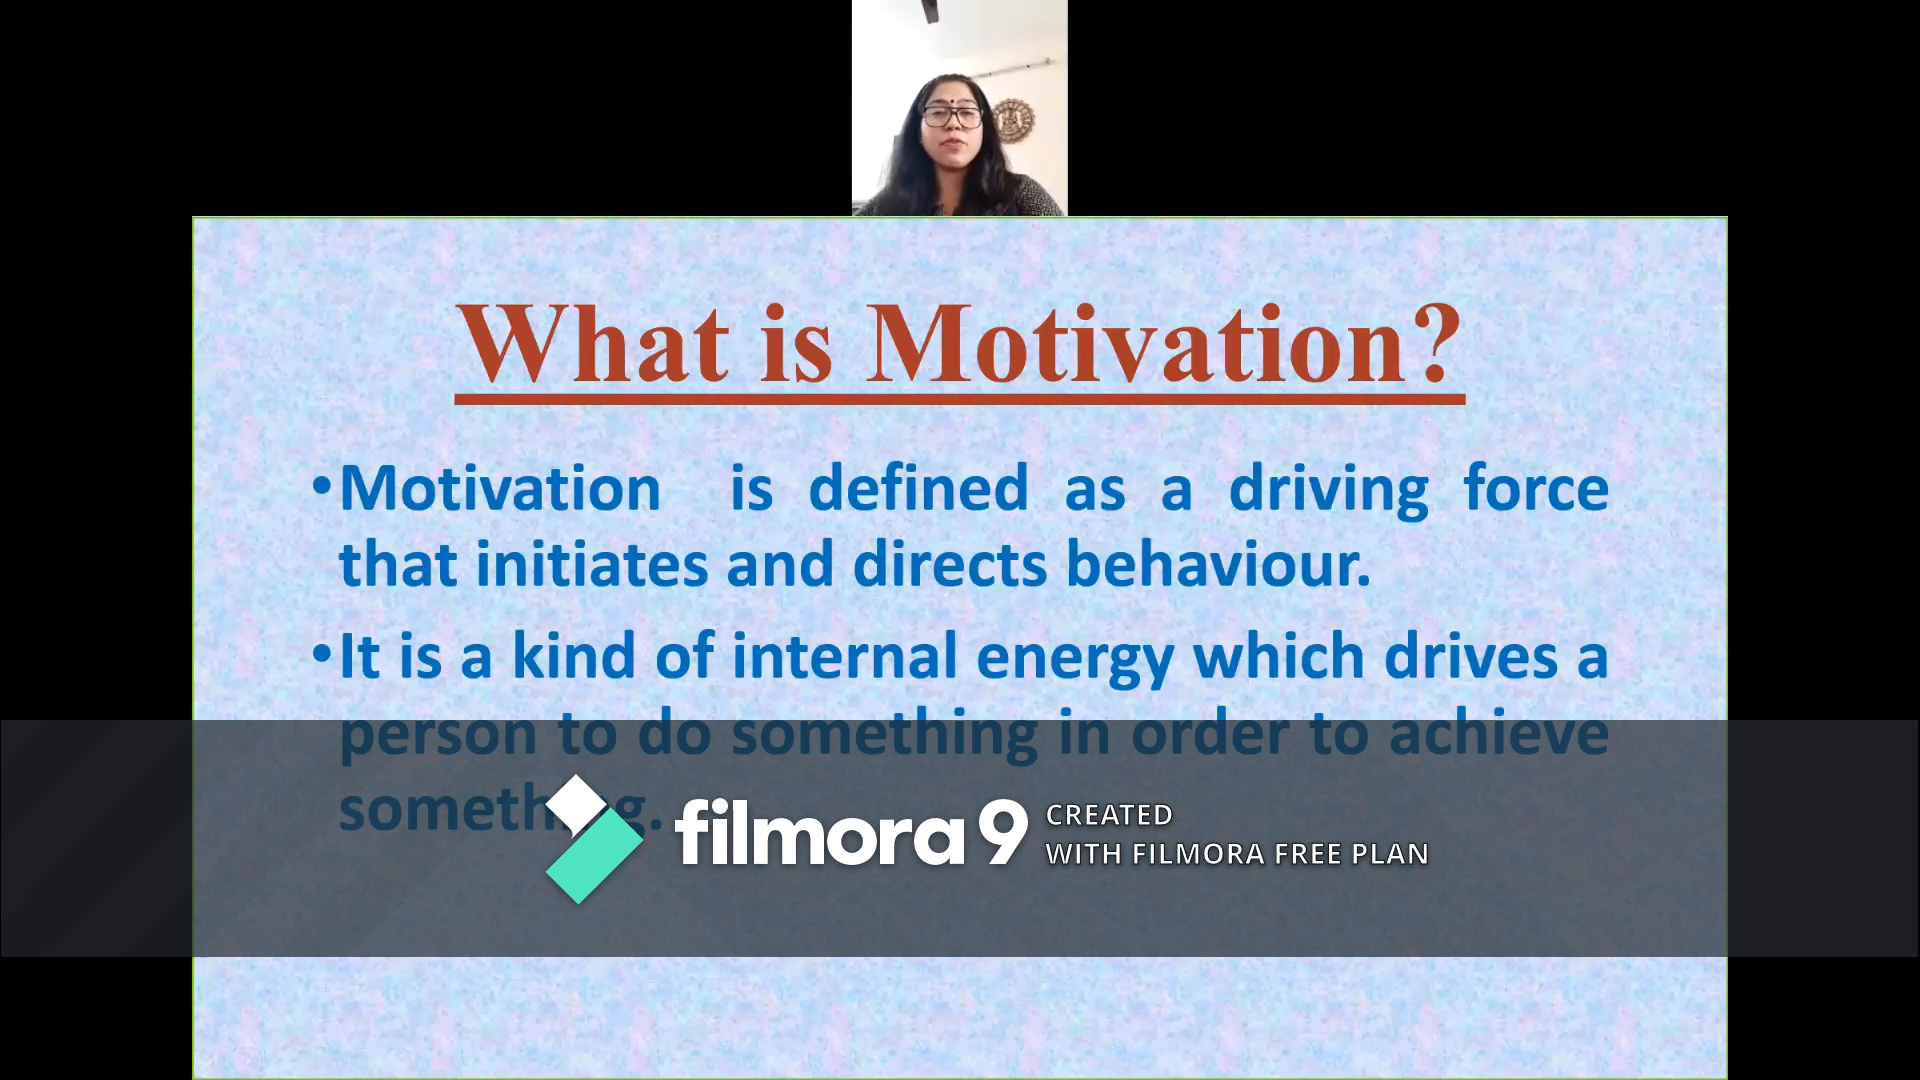 What is Motivation?
•Motivation is defined as a driving force
that initiates and directs behaviour.
•It is a kind of internal energy which drives a
person to do something in order to achieve
filmora 9
CREATED
WITH FILMORA FREE PLAN